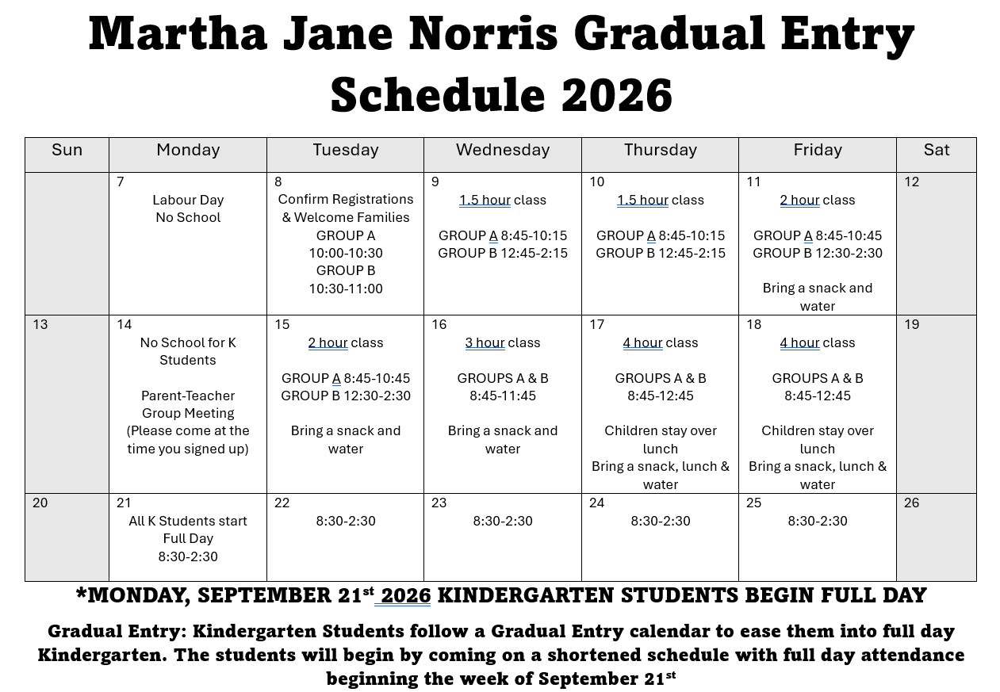 Martha Jane Norris Gradual Entry
Schedule 2026
Sun
Monday
Tuesday
Wednesday
Thursday
Friday
Sat
7
Labour Day
No School
8
Confirm Registrations
& Welcome Families
GROUP A
10:00-10:30
GROUP B
10:30-11:00
9
1.5 hour class
GROUP A 8:45-10:15
GROUP B 12:45-2:15
10
1.5 hour class
GROUP A 8:45-10:15
GROUP B 12:45-2:15
11
2 hour class
GROUP A 8:45-10:45
GROUP B 12:30-2:30
Bring a snack and
water
12
13
14
No School for K
Students
Parent-Teacher
Group Meeting
(Please come at the
time you signed up)
15
2 hour class
GROUP A 8:45-10:45
GROUP B 12:30-2:30
Bring a snack and
water
16
3 hour class
GROUPS A & B
8:45-11:45
Bring a snack and
water
17
4 hour class
GROUPS A & B
8:45-12:45
Children stay over
lunch
Bring a snack, lunch &
water
18
4 hour class
GROUPS A & B
8:45-12:45
Children stay over
lunch
Bring a snack, lunch &
water
19
20
21
All K Students start
Full Day
8:30-2:30
22
8:30-2:30
23
8:30-2:30
24
8:30-2:30
25
8:30-2:30
26
*MONDAY, SEPTEMBER 21st 2026 KINDERGARTEN STUDENTS BEGIN FULL DAY
Gradual Entry: Kindergarten Students follow a Gradual Entry calendar to ease them into full day
Kindergarten. The students will begin by coming on a shortened schedule with full day attendance
beginning the week of September 21st